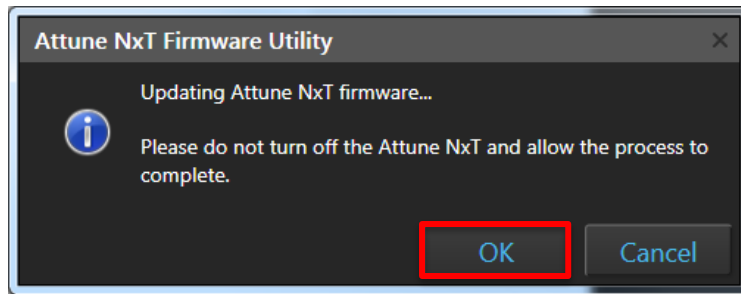 Attune NxT Firmware Utility
Updating Attune NxT firmware...
Please do not turn off the Attune NxT and allow the process to
complete.
OK
Cancel